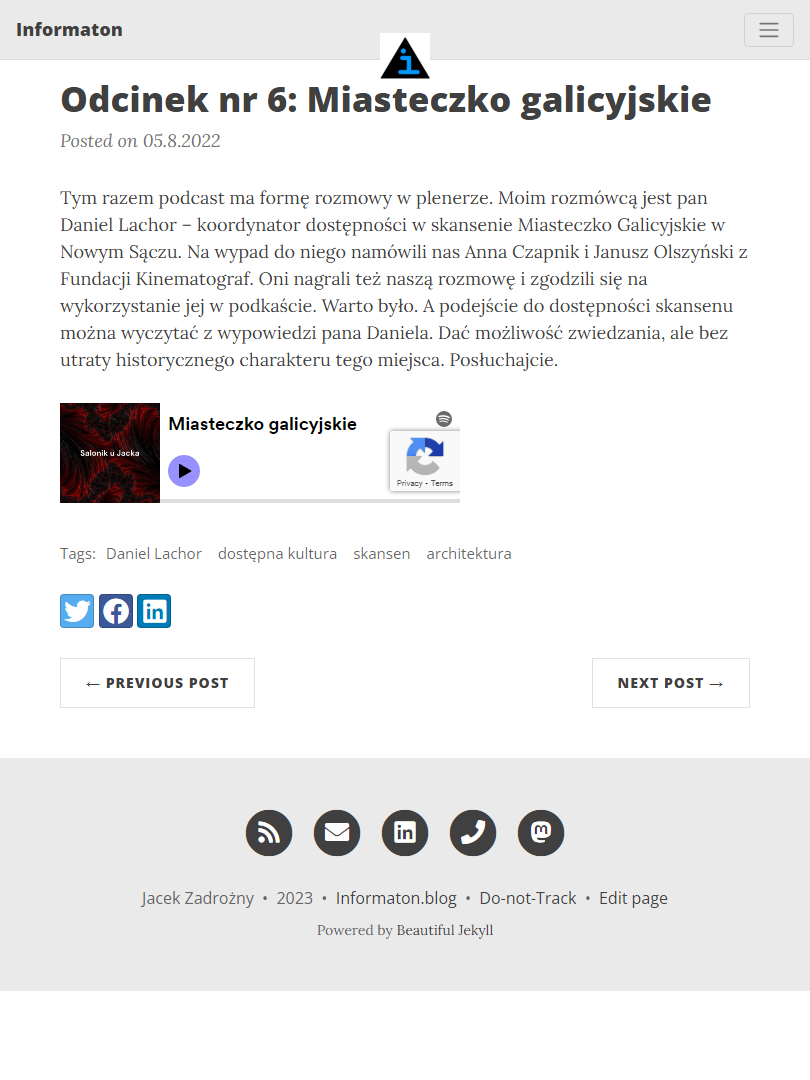 Informaton
i
Odcinek nr 6: Miasteczko galicyjskie
Posted on 05.8.2022
Tym razem podcast ma formę rozmowy w plenerze. Moim rozmówcą jest pan
Daniel Lachor – koordynator dostępności w skansenie Miasteczko Galicyjskie w
Nowym Sączu. Na wypad do niego namówili nas Anna Czapnik i Janusz Olszyński z
Fundacji Kinematograf. Oni nagrali też naszą rozmowę i zgodzili się na
wykorzystanie jej w podkaście. Warto było. A podejście do dostępności skansenu
można wyczytać z wypowiedzi pana Daniela. Dać możliwość zwiedzania, ale bez
utraty historycznego charakteru tego miejsca. Posłuchajcie.
Salonik u Jacka
Miasteczko galicyjskie
Privacy • Terms
Tags: Daniel Lachor dostępna kultura skansen architektura
← PREVIOUS POST
NEXT POST →
Jacek Zadrożny • 2023 • Informaton.blog • Do-not-Track • Edit page
Powered by Beautiful Jekyll